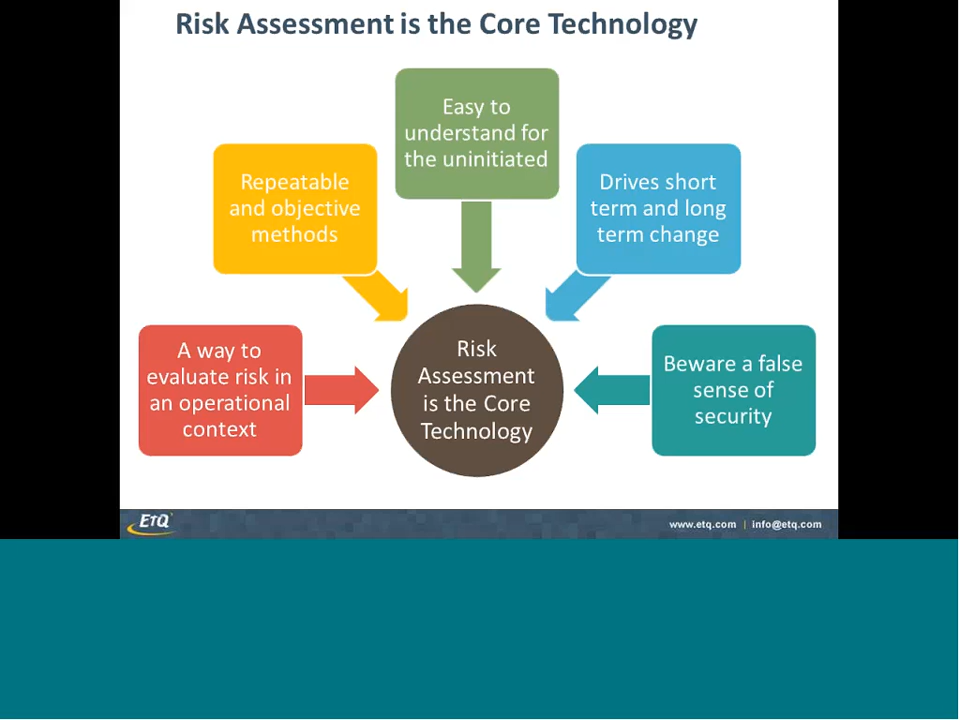 Risk Assessment is the Core Technology
Easy to
understand for
the uninitiated
Repeatable
and objective
methods
Drives short
term and long
term change
A way to
evaluate risk in
an operational
context
Risk
Assessment
is the Core
Technology
Beware a false
sense of
security
ETQ
www.etq.com | info@etq.com